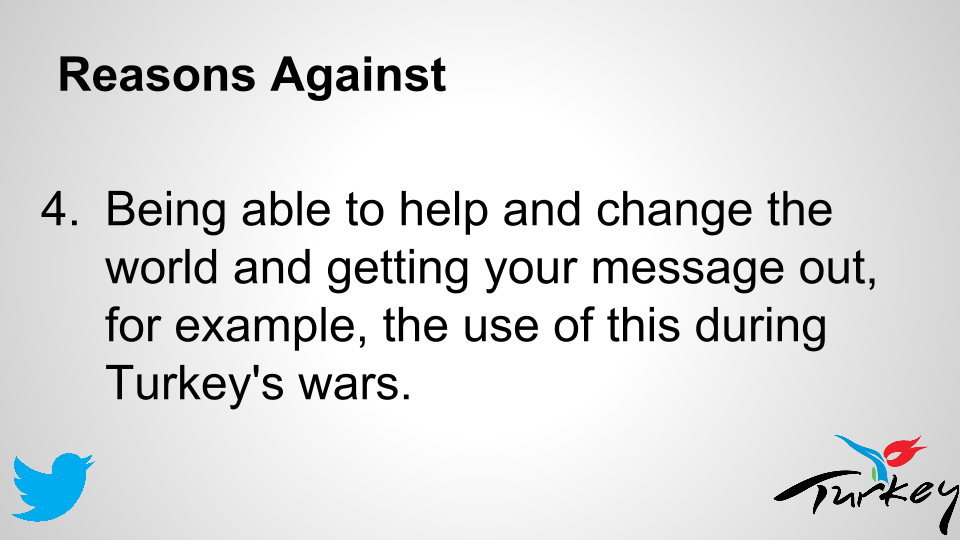 Reasons Against
4. Being able to help and change the
world and getting your message out,
for example, the use of this during
Turkey's wars.
Turkey